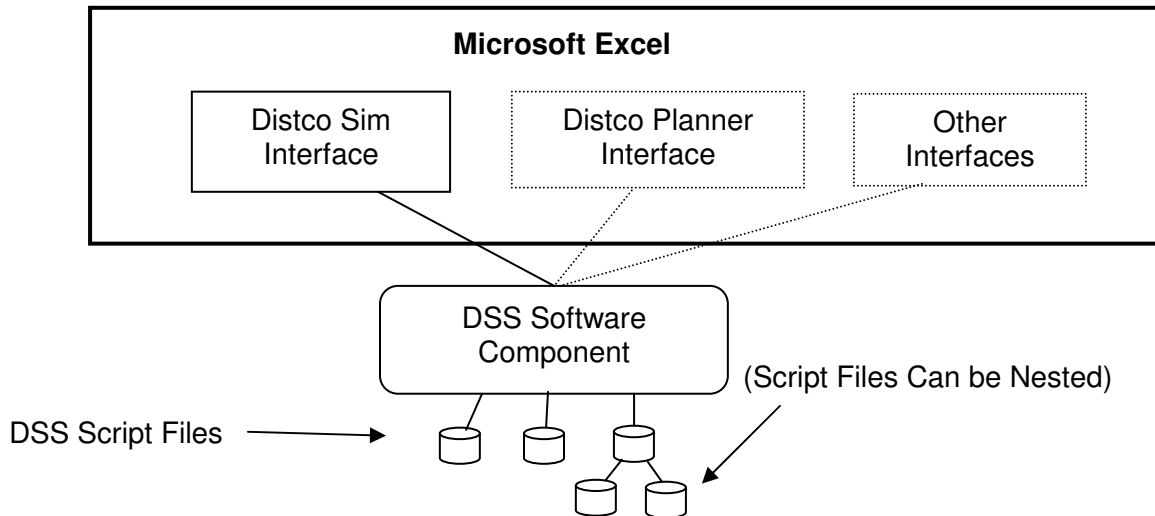 Microsoft Excel
Distco Sim
Interface
Distco Planner
Interface
Other
Interfaces
DSS Software
Component
(Script Files Can be Nested)
DSS Script Files